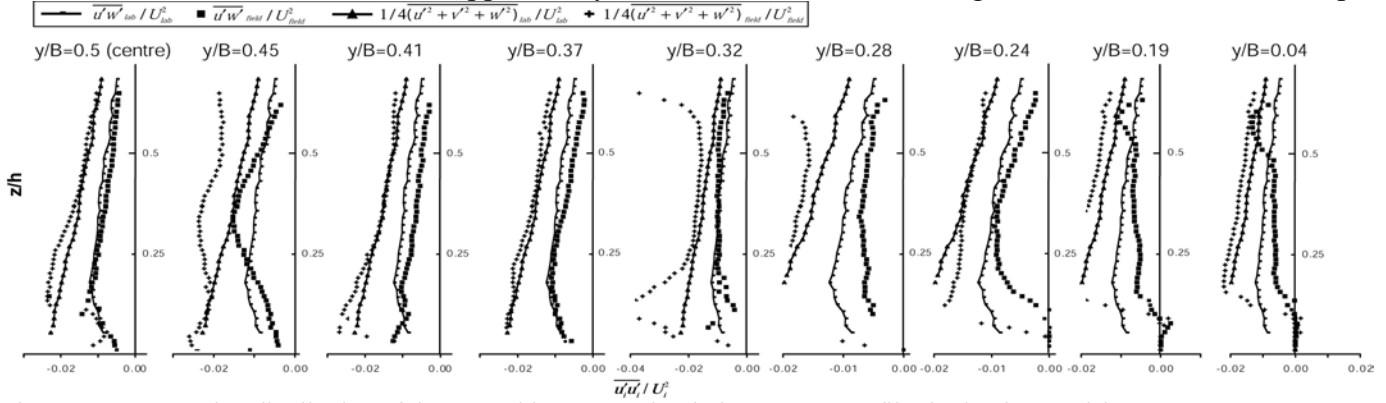 u'w' lab / U²lab u'w' field / U²field 1/4(u'² + v'² + w'²) lab / U²lab 1/4(u'² + v'² + w'²) field / U²field
y/B=0.5 (centre) y/B=0.45 y/B=0.41 y/B=0.37 y/B=0.32 y/B=0.28 y/B=0.24 y/B=0.19 y/B=0.04
z/h
0.5 0.5 0.5 0.5 0.5 0.5 0.5 0.5 0.5
0.25 0.25 0.25 0.25 0.25 0.25 0.25 0.25 0.25
-0.02 0.00 -0.02 0.00 -0.02 0.00 -0.02 0.00 -0.04 -0.02 0.00 -0.02 -0.01 0.00 -0.02 -0.01 0.00 -0.02 0.00 -0.02 0.00 0.02
u'ᵢu'ᵢ / U²ᵢ